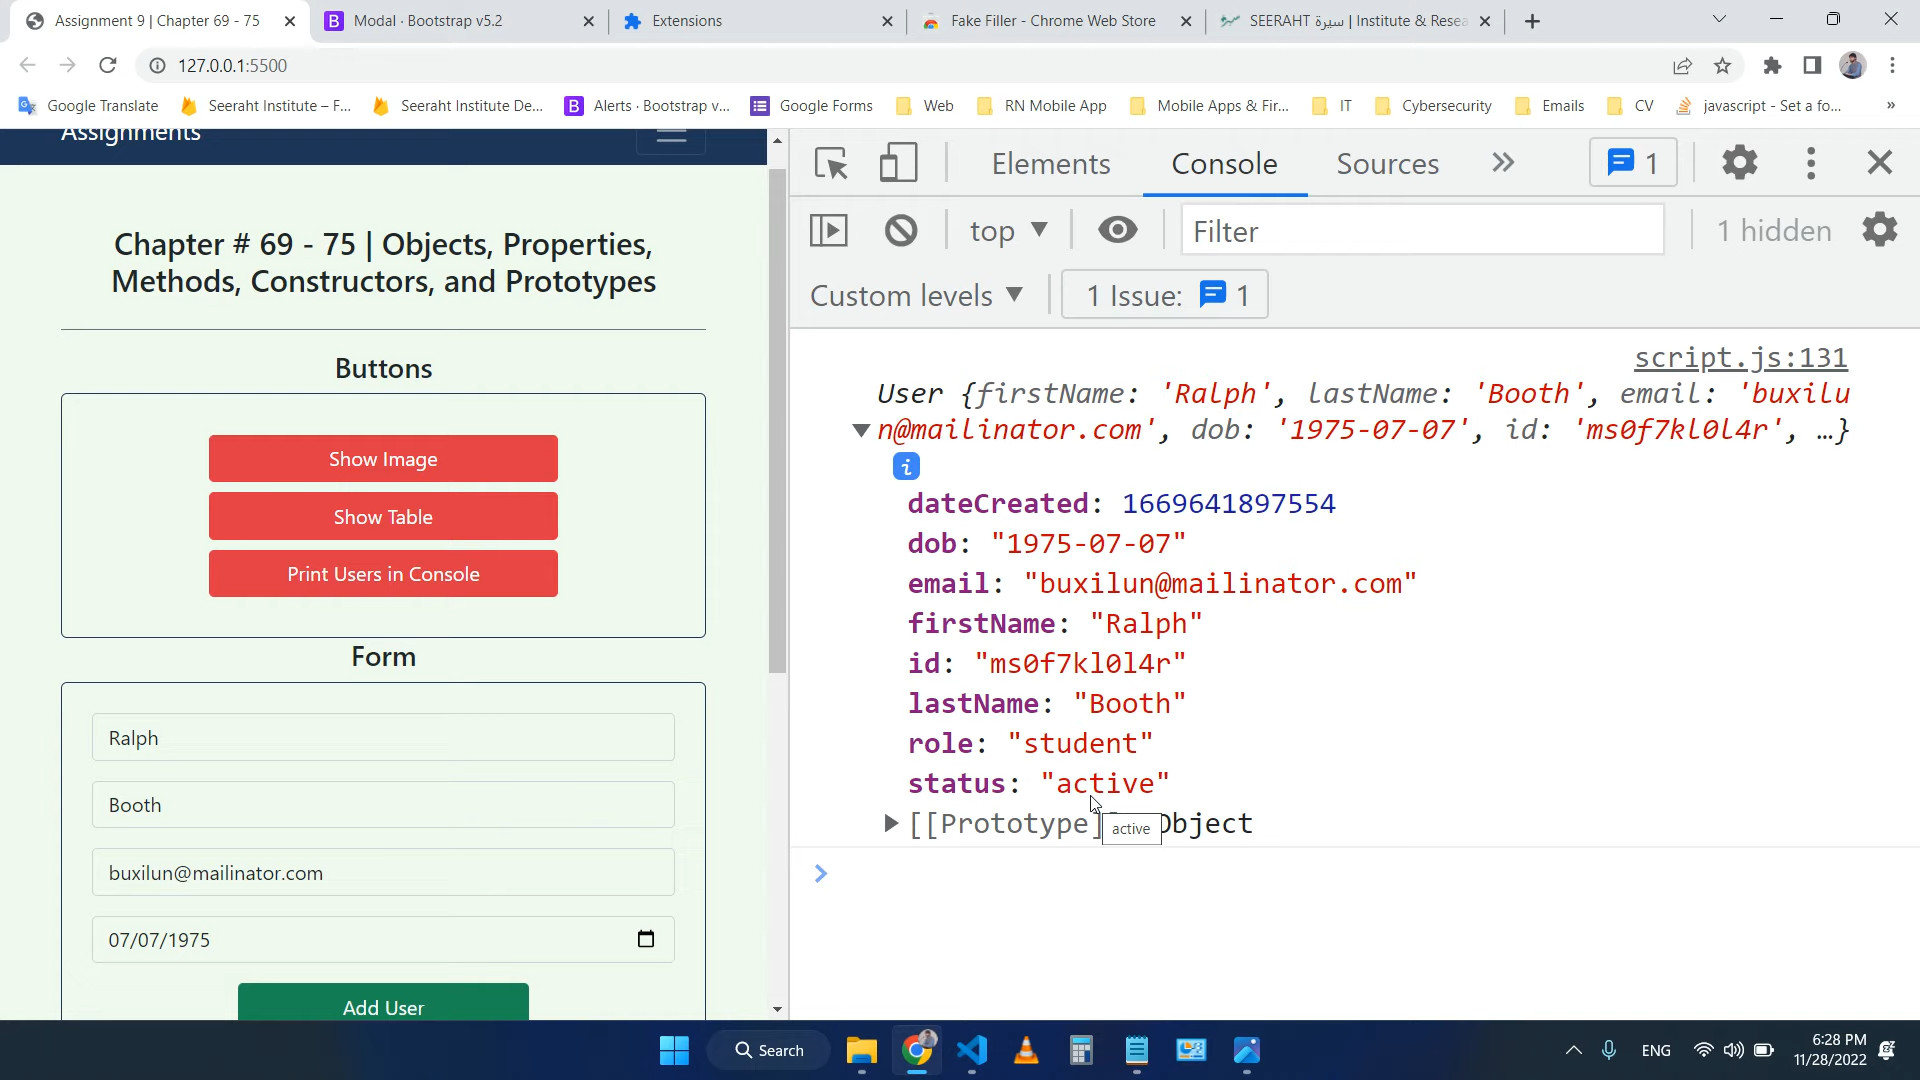 Assignment 9 | Chapter 69 - 75
Modal · Bootstrap v5.2
Extensions
Fake Filler - Chrome Web Store
SEERAHT سيرة | Institute & Resea
127.0.0.1:5500
Google Translate
Seeraht Institute – F...
Seeraht Institute De...
Alerts · Bootstrap v...
Google Forms
Web
RN Mobile App
Mobile Apps & Fir...
IT
Cybersecurity
Emails
CV
javascript - Set a fo...
»
Assignments
Chapter # 69 - 75 | Objects, Properties,
Methods, Constructors, and Prototypes
Buttons
Show Image
Show Table
Print Users in Console
Form
Ralph
Booth
buxilun@mailinator.com
07/07/1975
Add User
Elements
Console
Sources
1
top
Filter
1 hidden
Custom levels
1 Issue:
1
script.js:131
User {firstName: 'Ralph', lastName: 'Booth', email: 'buxilu
n@mailinator.com', dob: '1975-07-07', id: 'ms0f7kl0l4r', …}
i
dateCreated: 1669641897554
dob: "1975-07-07"
email: "buxilun@mailinator.com"
firstName: "Ralph"
id: "ms0f7kl0l4r"
lastName: "Booth"
role: "student"
status: "active"
[[Prototype] Object
active
Search
ENG
6:28 PM
11/28/2022